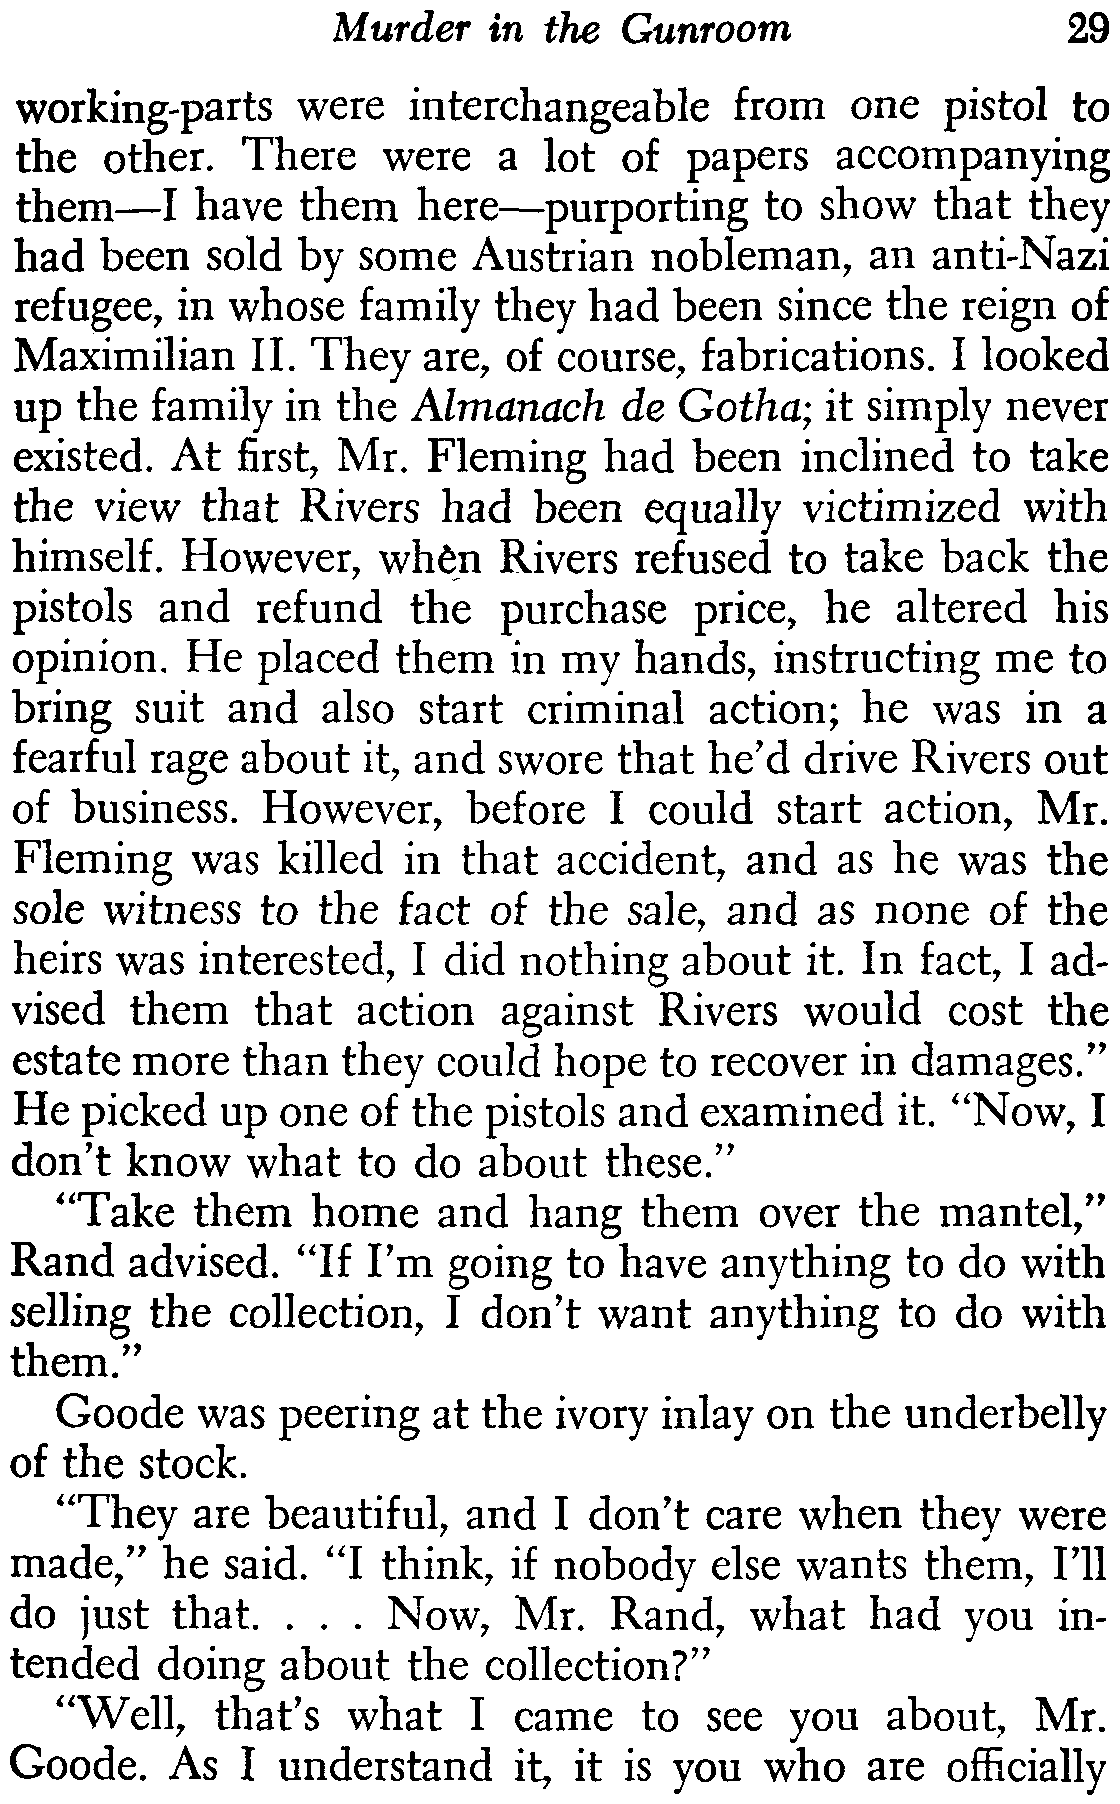 Murder in the Gunroom 29
working-parts were interchangeable from one pistol to
the other. There were a lot of papers accompanying
them—I have them here—purporting to show that they
had been sold by some Austrian nobleman, an anti-Nazi
refugee, in whose family they had been since the reign of
Maximilian II. They are, of course, fabrications. I looked
up the family in the Almanach de Gotha; it simply never
existed. At first, Mr. Fleming had been inclined to take
the view that Rivers had been equally victimized with
himself. However, when Rivers refused to take back the
pistols and refund the purchase price, he altered his
opinion. He placed them in my hands, instructing me to
bring suit and also start criminal action; he was in a
fearful rage about it, and swore that he'd drive Rivers out
of business. However, before I could start action, Mr.
Fleming was killed in that accident, and as he was the
sole witness to the fact of the sale, and as none of the
heirs was interested, I did nothing about it. In fact, I ad-
vised them that action against Rivers would cost the
estate more than they could hope to recover in damages."
He picked up one of the pistols and examined it. "Now, I
don't know what to do about these."
"Take them home and hang them over the mantel,"
Rand advised. "If I'm going to have anything to do with
selling the collection, I don't want anything to do with
them."
Goode was peering at the ivory inlay on the underbelly
of the stock.
"They are beautiful, and I don't care when they were
made," he said. "I think, if nobody else wants them, I'll
do just that. . . . Now, Mr. Rand, what had you in-
tended doing about the collection?"
"Well, that's what I came to see you about, Mr.
Goode. As I understand it, it is you who are officially